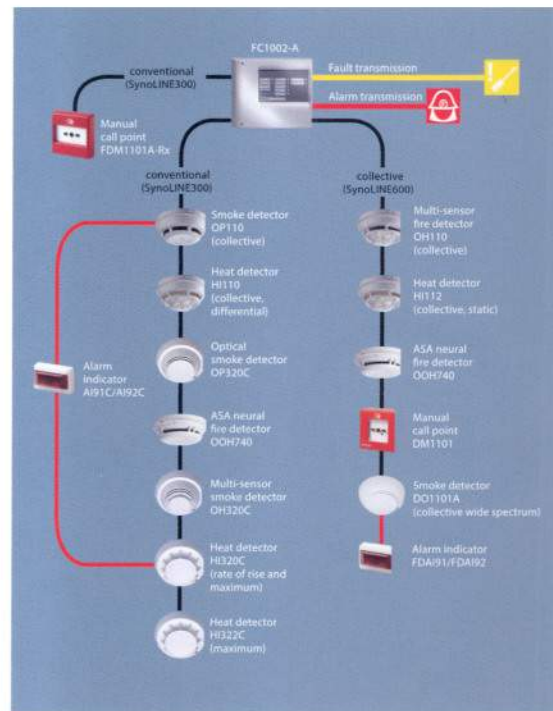 FC1002-A
conventional
(SynoLINE300)
Fault transmission
Alarm transmission
Manual
call point
FDM1101A-Rx
conventional
(SynoLINE300)
collective
(SynoLINE600)
Smoke detector
OP110
(collective)
Heat detector
HI110
(collective,
differential)
Optical
smoke detector
OP320C
ASA neural
fire detector
OOH740
Multi-sensor
smoke detector
OH320C
Heat detector
HI320C
(rate of rise and
maximum)
Heat detector
HI322C
(maximum)
Alarm
Indicator
AI91C/AI92C
Multi-sensor
fire detector
OH110
(collective)
Heat detector
HI112
(collective, static)
ASA neural
fire detector
OOH740
Manual
call point
DM1101
Smoke detector
DO1101A
(collective wide spectrum)
Alarm indicator
FDAI91/FDAI92